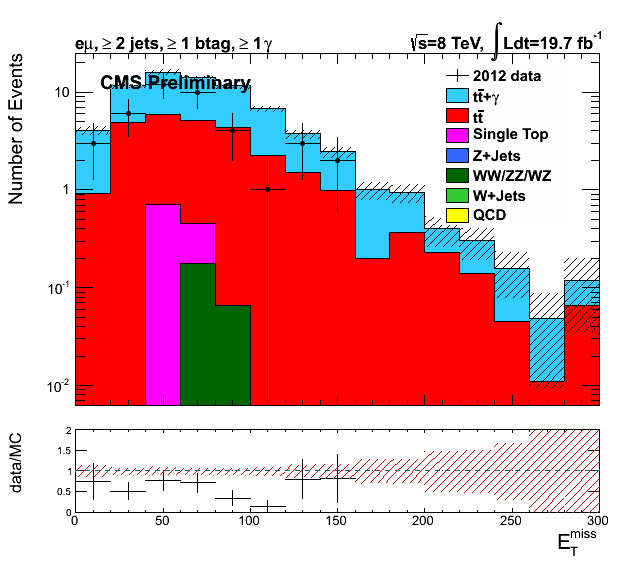 eμ, ≥ 2 jets, ≥ 1 btag, ≥ 1γ
√s=8 TeV, ∫Ldt=19.7 fb⁻¹
CMS Preliminary
2012 data
tt̄+γ
tt̄
Single Top
Z+Jets
WW/ZZ/WZ
W+Jets
QCD
Number of Events
10
1
10⁻¹
10⁻²
data/MC
2
1.5
1
0.5
0
0 50 100 150 200 250 300
E_T^miss